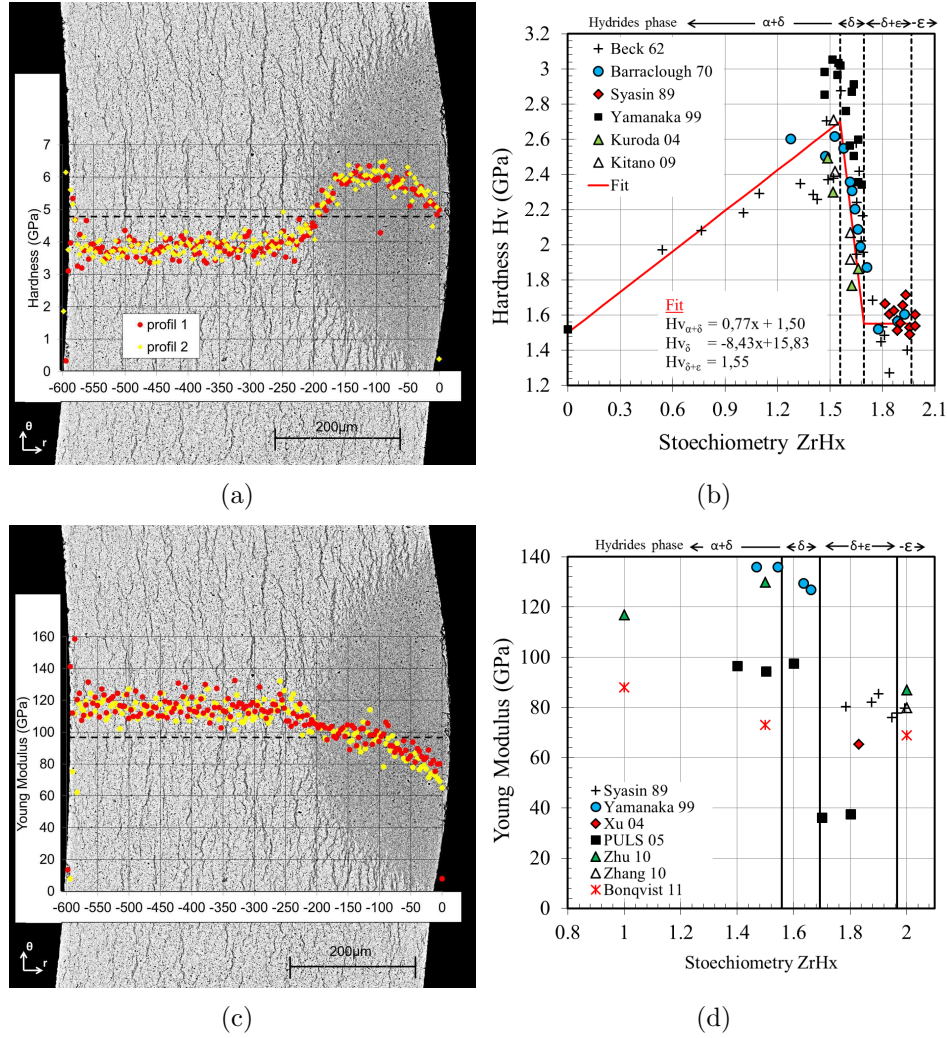 7
6
5
4
3
2
1
0
Hardness (GPa)
profil 1
profil 2
-600 -550 -500 -450 -400 -350 -300 -250 -200 -150 -100 -50 0
θ
r
200µm
(a)
Hydrides phase α+δ δ δ+ε -ε
3.2
3.0
2.8
2.6
2.4
2.2
2
1.8
1.6
1.4
1.2
Hardness Hv (GPa)
Beck 62
Barraclough 70
Syasin 89
Yamanaka 99
Kuroda 04
Kitano 09
Fit
Fit
Hvα+δ = 0,77x + 1,50
Hvδ = -8,43x+15,83
Hvδ+ε = 1,55
0 0.3 0.6 0.9 1.2 1.5 1.8 2.1
Stoechiometry ZrHx
(b)
160
140
120
100
80
60
40
20
0
Young Modulus (GPa)
-600 -550 -500 -450 -400 -350 -300 -250 -200 -150 -100 -50 0
θ
r
200µm
(c)
Hydrides phase α+δ δ δ+ε -ε
140
120
100
80
60
40
20
0
Young Modulus (GPa)
Syasin 89
Yamanaka 99
Xu 04
PULS 05
Zhu 10
Zhang 10
Bonqvist 11
0.8 1 1.2 1.4 1.6 1.8 2
Stoechiometry ZrHx
(d)